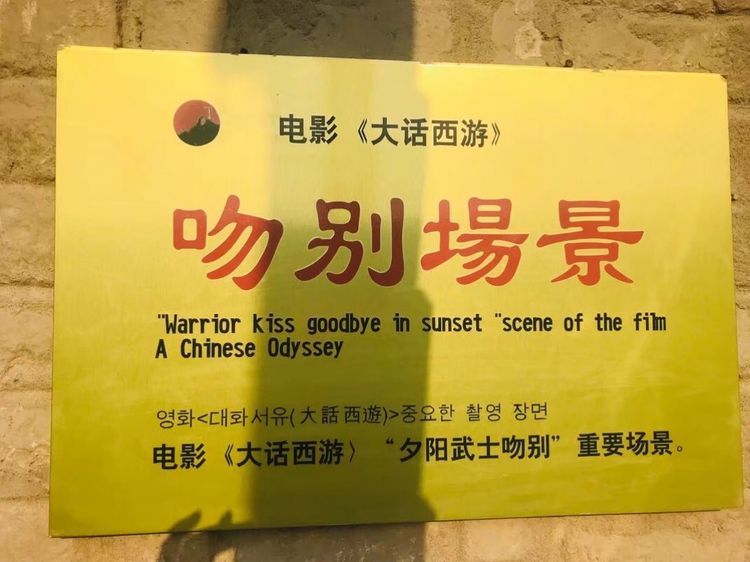 电影《大话西游》
吻别場景
"Warrior kiss goodbye in sunset "scene of the film
A Chinese Odyssey
영화<대화서유(大話西遊)>중요한 촬영 장면
电影《大话西游〉“夕阳武士吻别”重要场景。